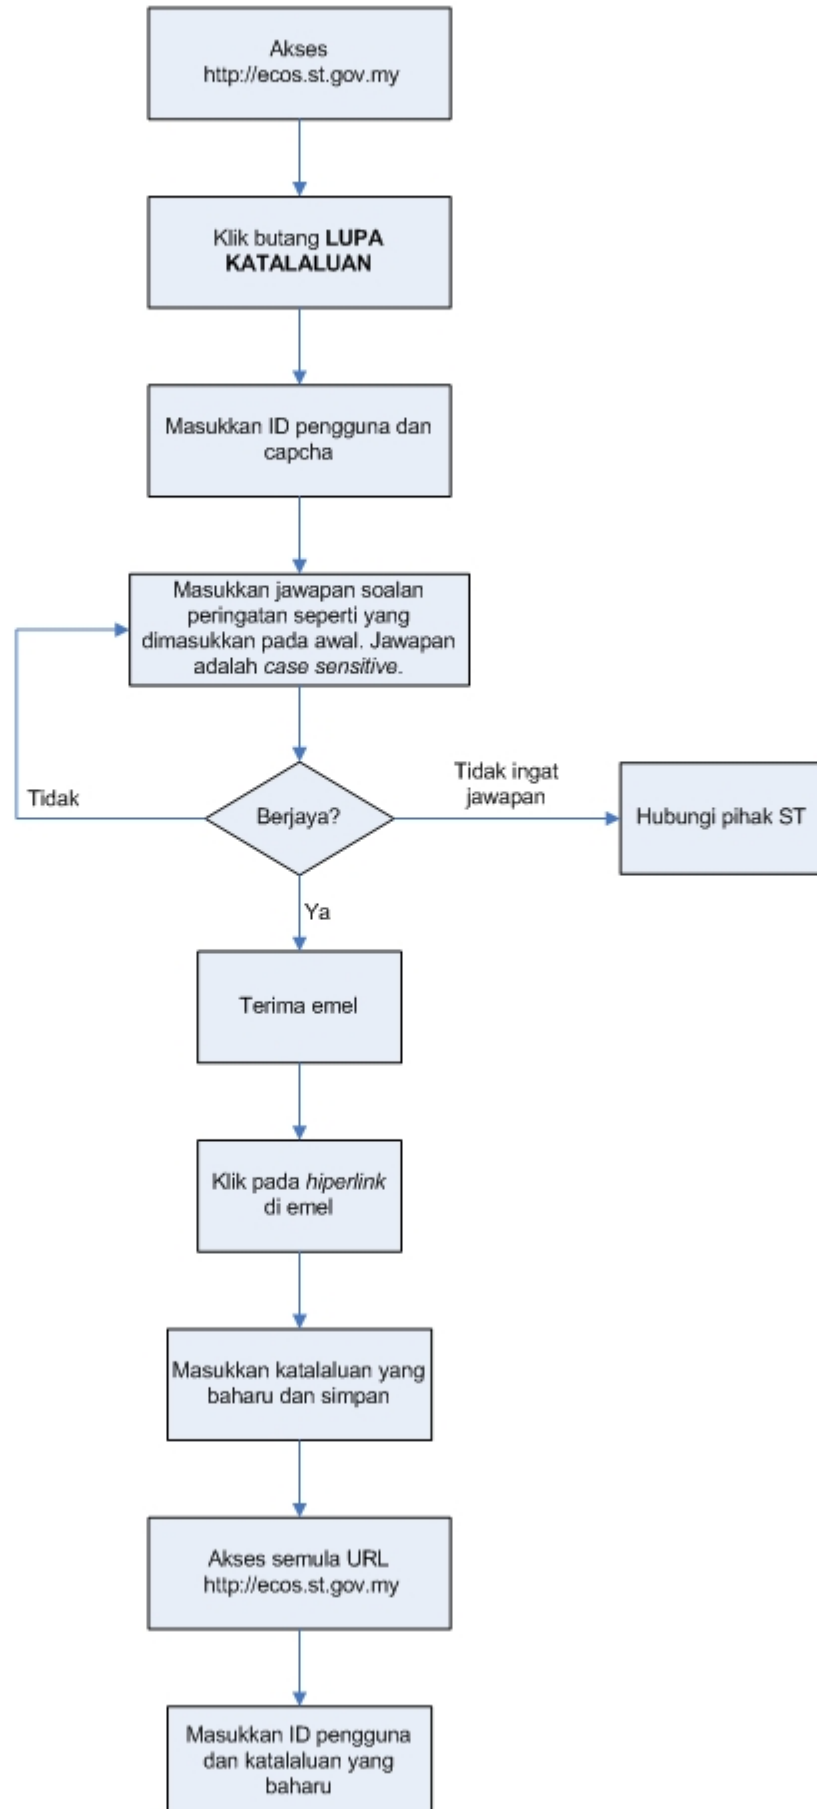 Akses
http://ecos.st.gov.my
Klik butang LUPA
KATALALUAN
Masukkan ID pengguna dan
capcha
Masukkan jawapan soalan
peringatan seperti yang
dimasukkan pada awal. Jawapan
adalah case sensitive.
Tidak
Berjaya?
Tidak ingat
jawapan
Hubungi pihak ST
Ya
Terima emel
Klik pada hiperlink
di emel
Masukkan katalaluan yang
baharu dan simpan
Akses semula URL
http://ecos.st.gov.my
Masukkan ID pengguna
dan katalaluan yang
baharu